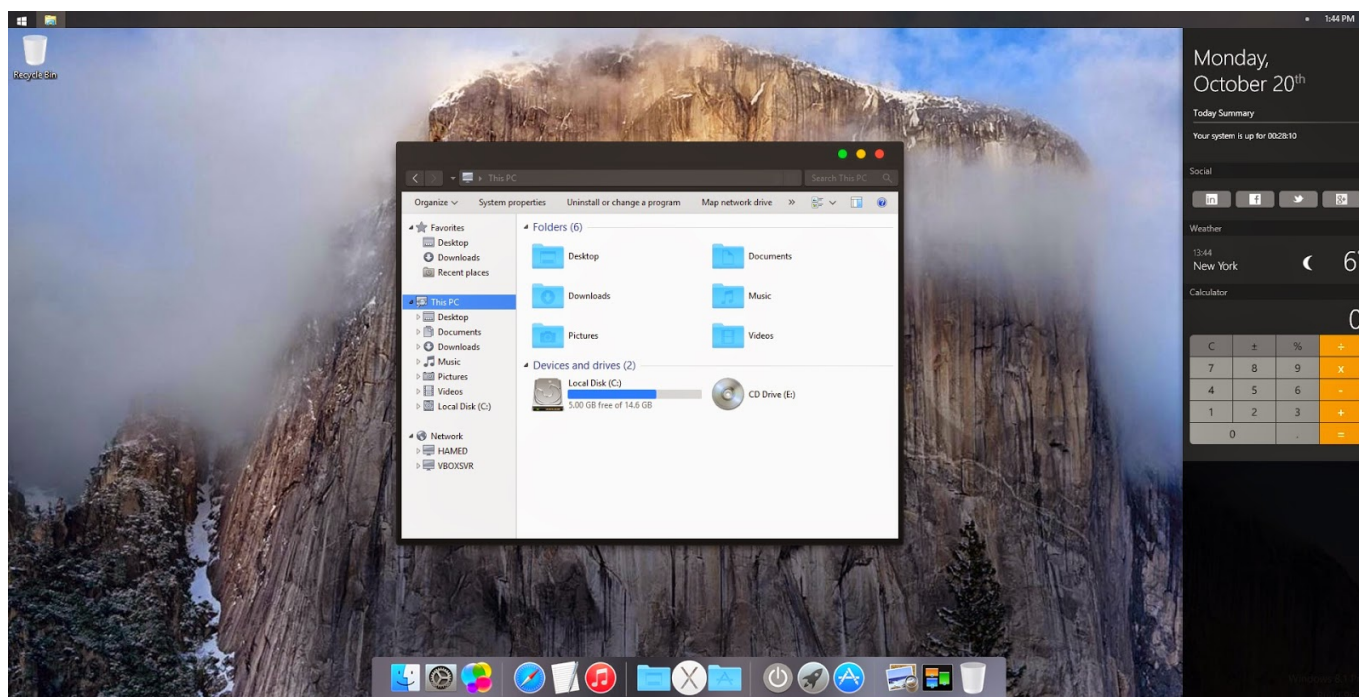 1:44 PM
Recycle Bin
This PC
Search This PC
Organize
System properties
Uninstall or change a program
Map network drive
»
Favorites
Desktop
Downloads
Recent places
This PC
Desktop
Documents
Downloads
Music
Pictures
Videos
Local Disk (C:)
Network
HAMED
VBOXSVR
Folders (6)
Desktop
Documents
Downloads
Music
Pictures
Videos
Devices and drives (2)
Local Disk (C:)
5.00 GB free of 14.6 GB
CD Drive (E:)
Monday,
October 20th
Today Summary
Your system is up for 00:28:10
Social
in f 8+
Weather
13:44
New York
Calculator
0
C ± % ÷
7 8 9 x
4 5 6 -
1 2 3 +
0 . =